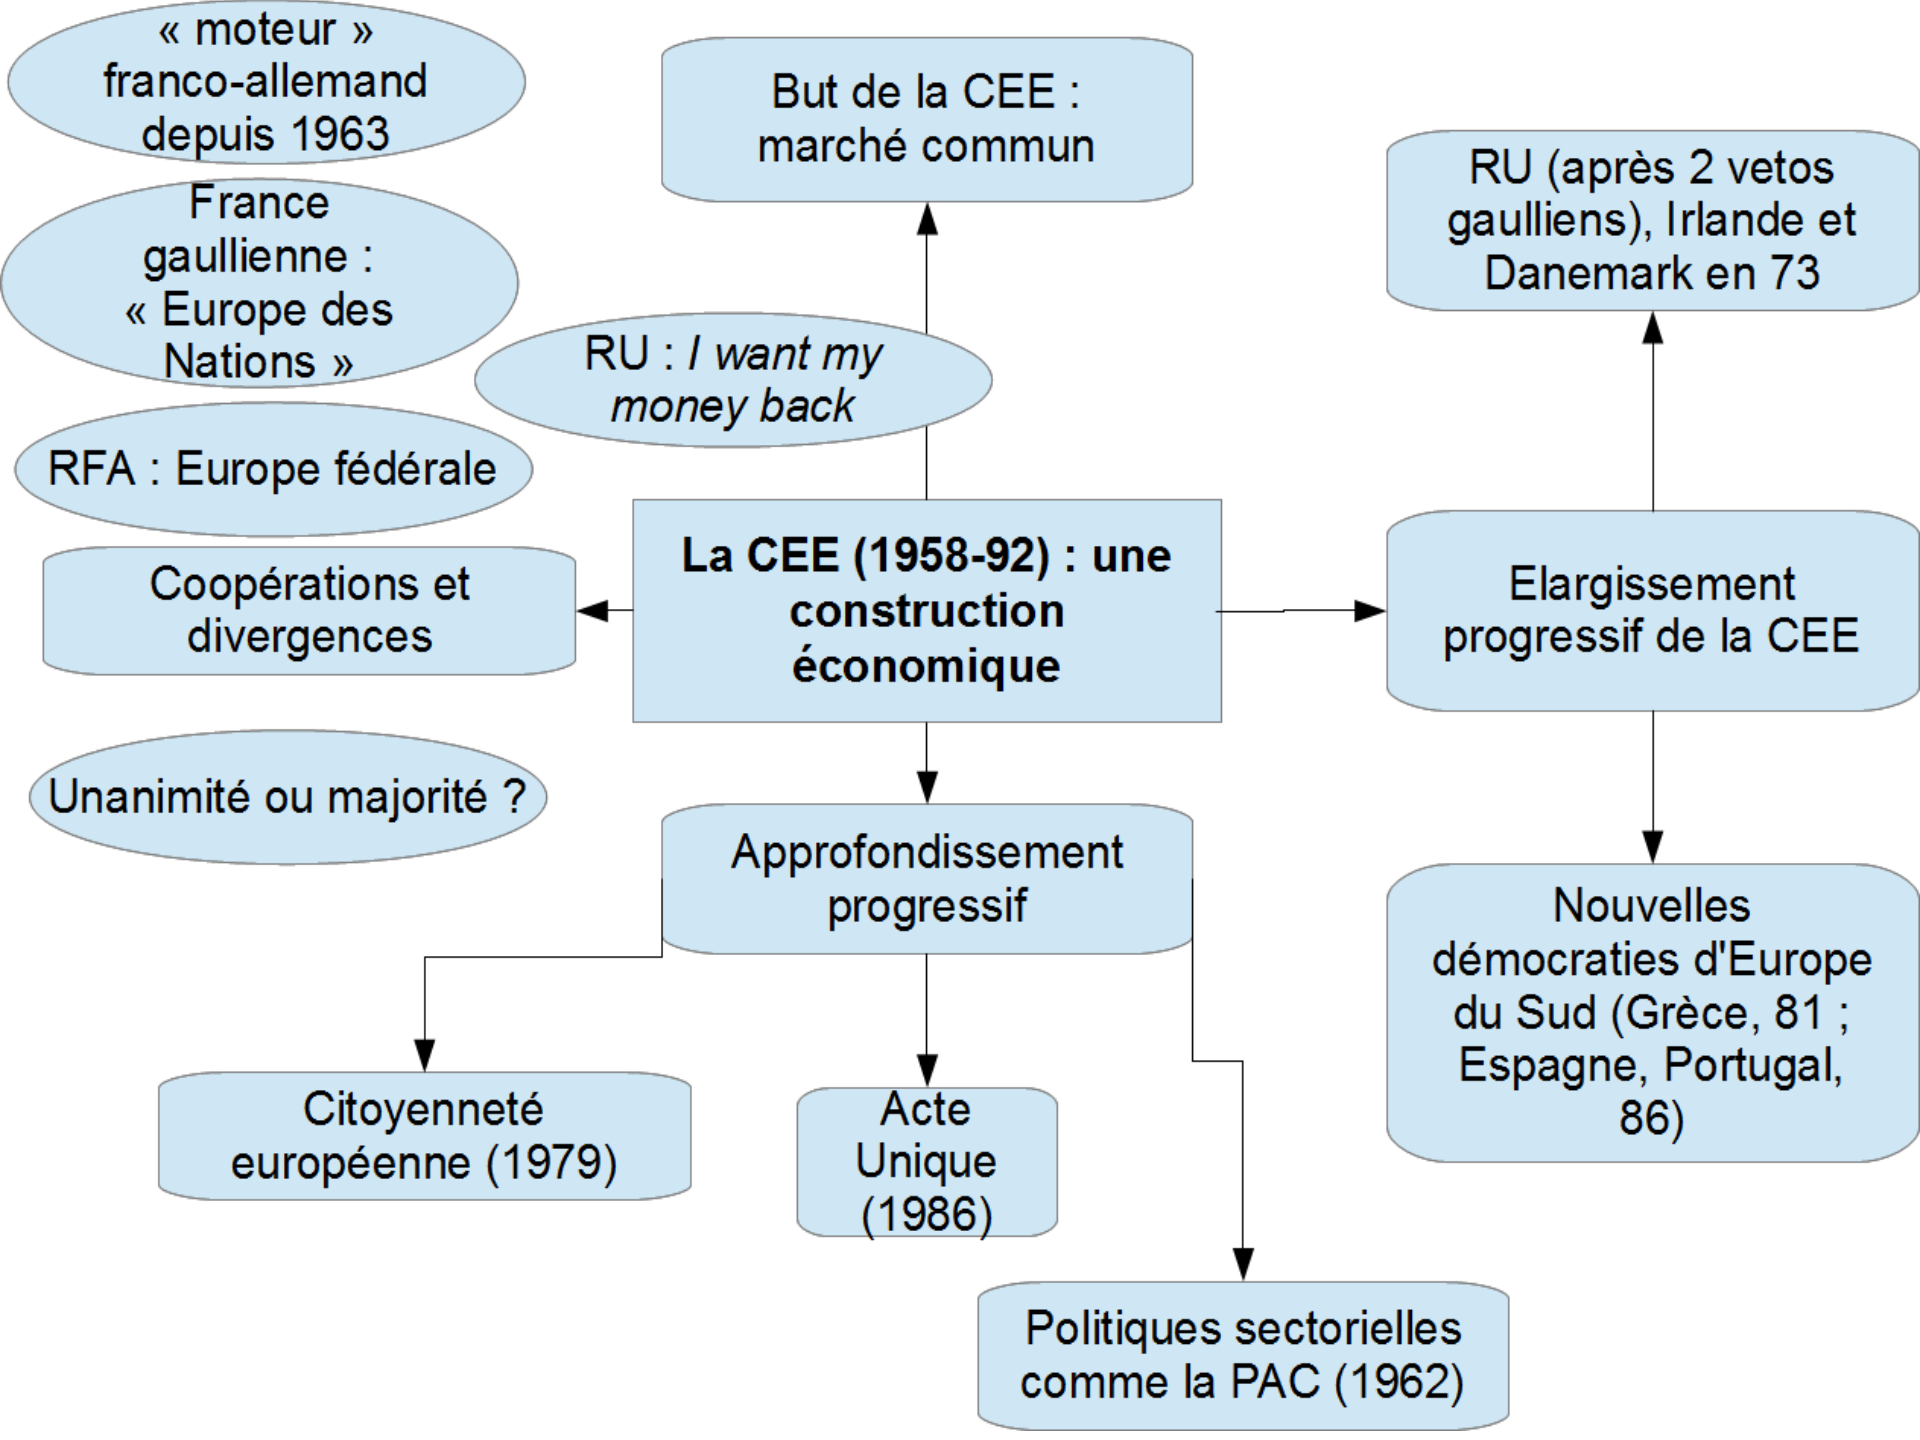 « moteur »
franco-allemand
depuis 1963
France
gaullienne :
« Europe des
Nations »
RFA : Europe fédérale
Coopérations et
divergences
Unanimité ou majorité ?
But de la CEE :
marché commun
RU : I want my
money back
La CEE (1958-92) : une
construction
économique
Approfondissement
progressif
Citoyenneté
européenne (1979)
Acte
Unique
(1986)
Politiques sectorielles
comme la PAC (1962)
RU (après 2 vetos
gaulliens), Irlande et
Danemark en 73
Elargissement
progressif de la CEE
Nouvelles
démocraties d'Europe
du Sud (Grèce, 81 ;
Espagne, Portugal,
86)